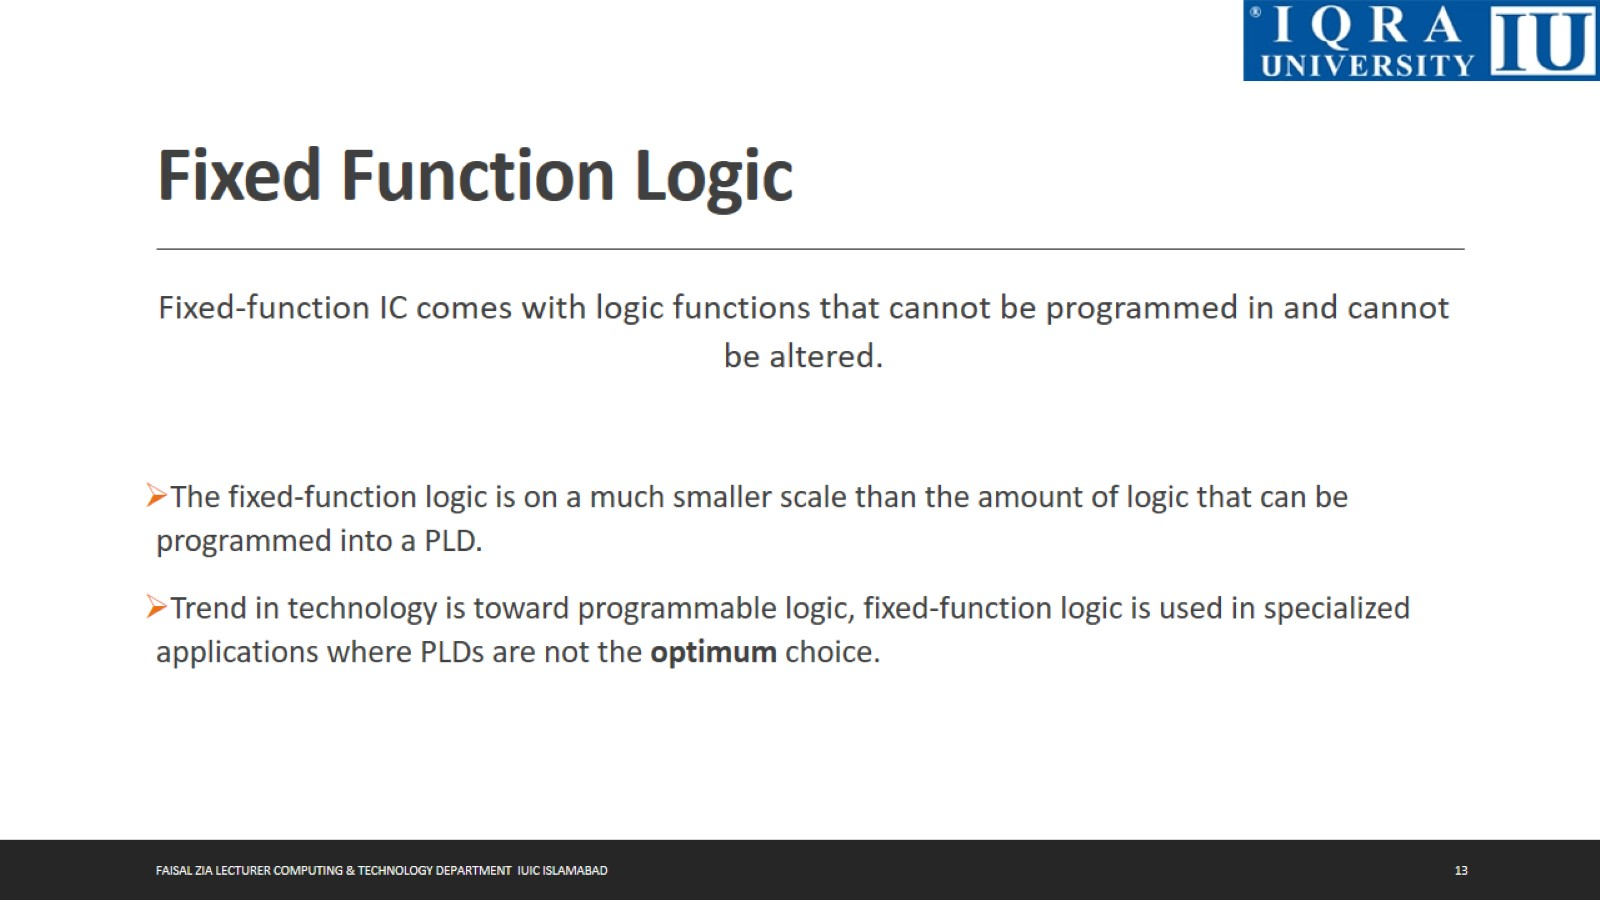 ® IQRA
UNIVERSITY IU
Fixed Function Logic
Fixed-function IC comes with logic functions that cannot be programmed in and cannot
be altered.
➢The fixed-function logic is on a much smaller scale than the amount of logic that can be
programmed into a PLD.
➢Trend in technology is toward programmable logic, fixed-function logic is used in specialized
applications where PLDs are not the optimum choice.
FAISAL ZIA LECTURER COMPUTING & TECHNOLOGY DEPARTMENT IUIC ISLAMABAD 13